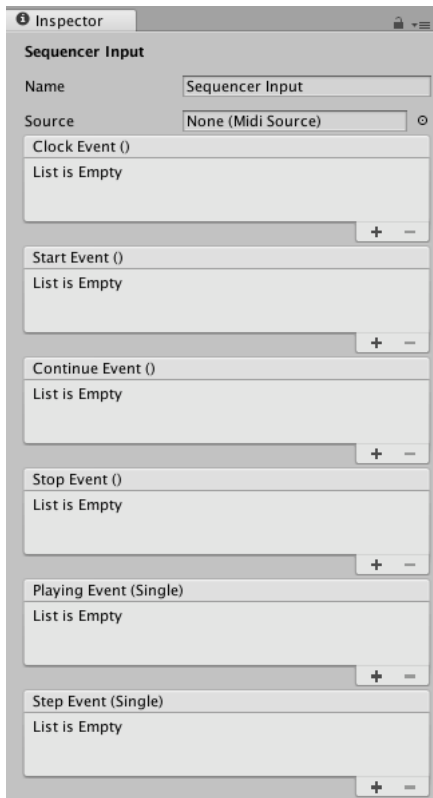 Inspector
Sequencer Input
Name Sequencer Input
Source None (Midi Source)
Clock Event ()
List is Empty
Start Event ()
List is Empty
Continue Event ()
List is Empty
Stop Event ()
List is Empty
Playing Event (Single)
List is Empty
Step Event (Single)
List is Empty